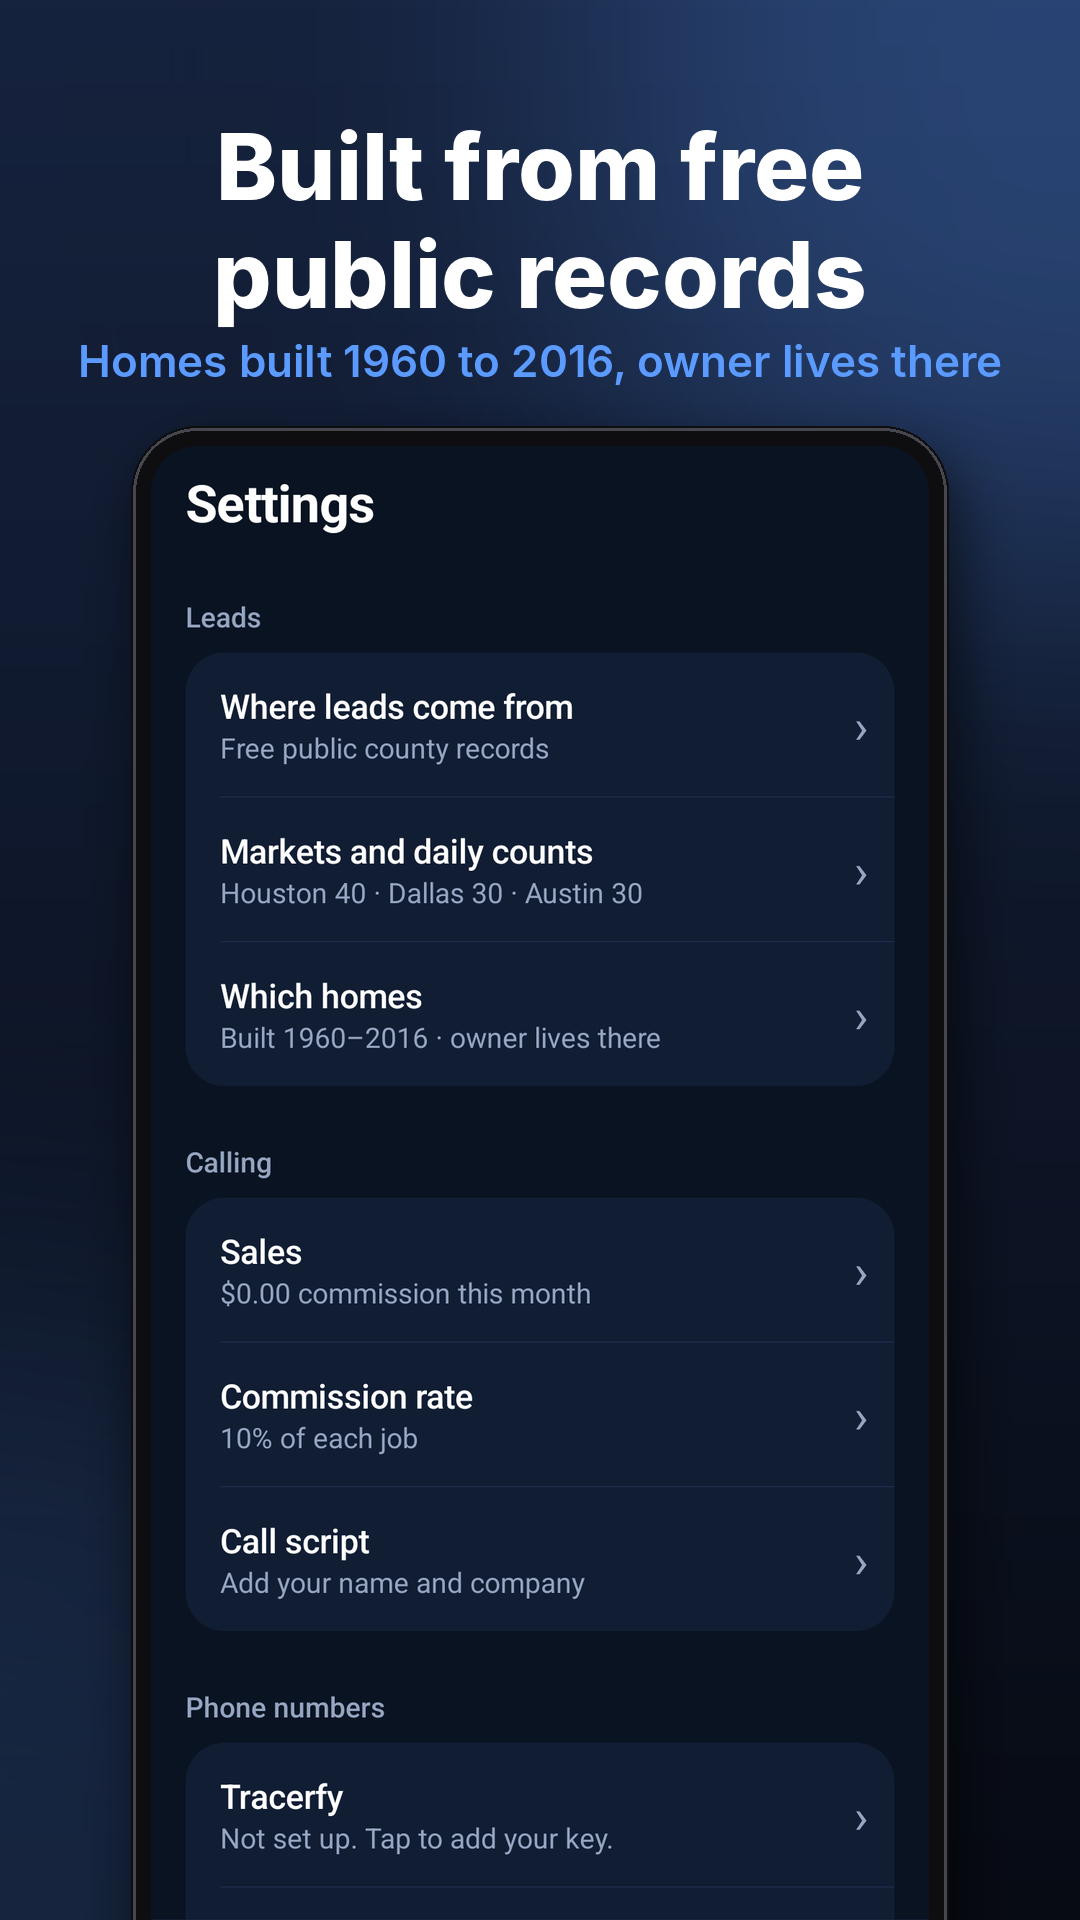 Built from free
public records
Homes built 1960 to 2016, owner lives there
Settings
Leads
Where leads come from
Free public county records
Markets and daily counts
Houston 40 · Dallas 30 · Austin 30
Which homes
Built 1960–2016 · owner lives there
Calling
Sales
$0.00 commission this month
Commission rate
10% of each job
Call script
Add your name and company
Phone numbers
Tracerfy
Not set up. Tap to add your key.